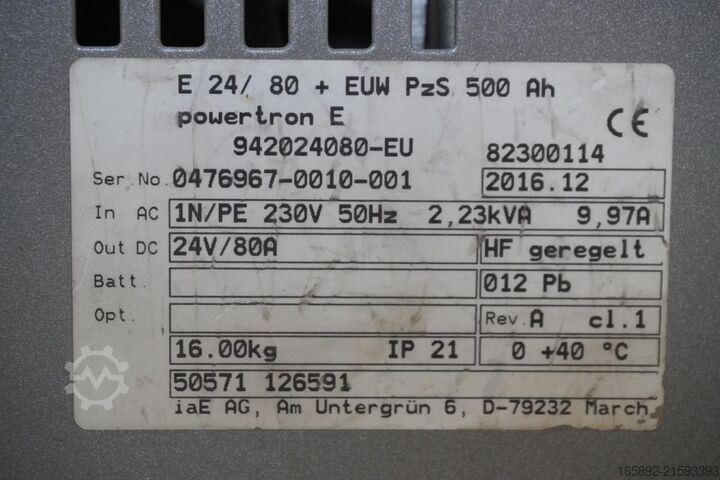 E 24/ 80 + EUW PzS 500 Ah
powertron E
CE
942024080-EU 82300114
Ser.No. 0476967-0010-001 2016.12
In AC 1N/PE 230V 50Hz 2,23kVA 9,97A
Out DC 24V/80A HF geregelt
Batt. 012 Pb
Opt. Rev. A cl.1
16.00kg IP 21 0 +40 °C
50571 126591
iaE AG, Am Untergrün 6, D-79232 March
165892-21593393